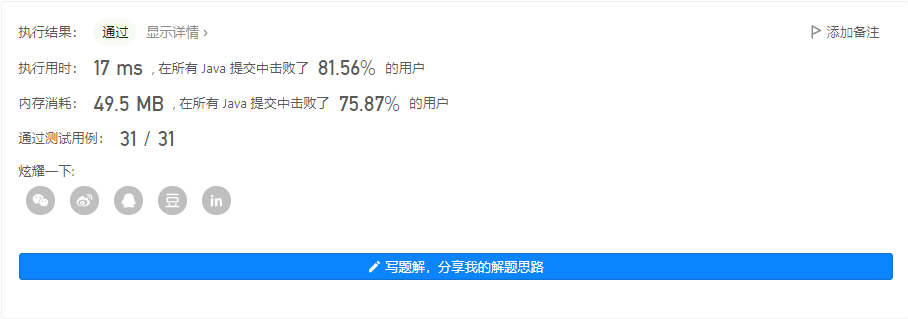 执行结果： 通过 显示详情 › 添加备注
执行用时： 17 ms , 在所有 Java 提交中击败了 81.56% 的用户
内存消耗： 49.5 MB , 在所有 Java 提交中击败了 75.87% 的用户
通过测试用例： 31 / 31
炫耀一下:
豆 in
写题解，分享我的解题思路